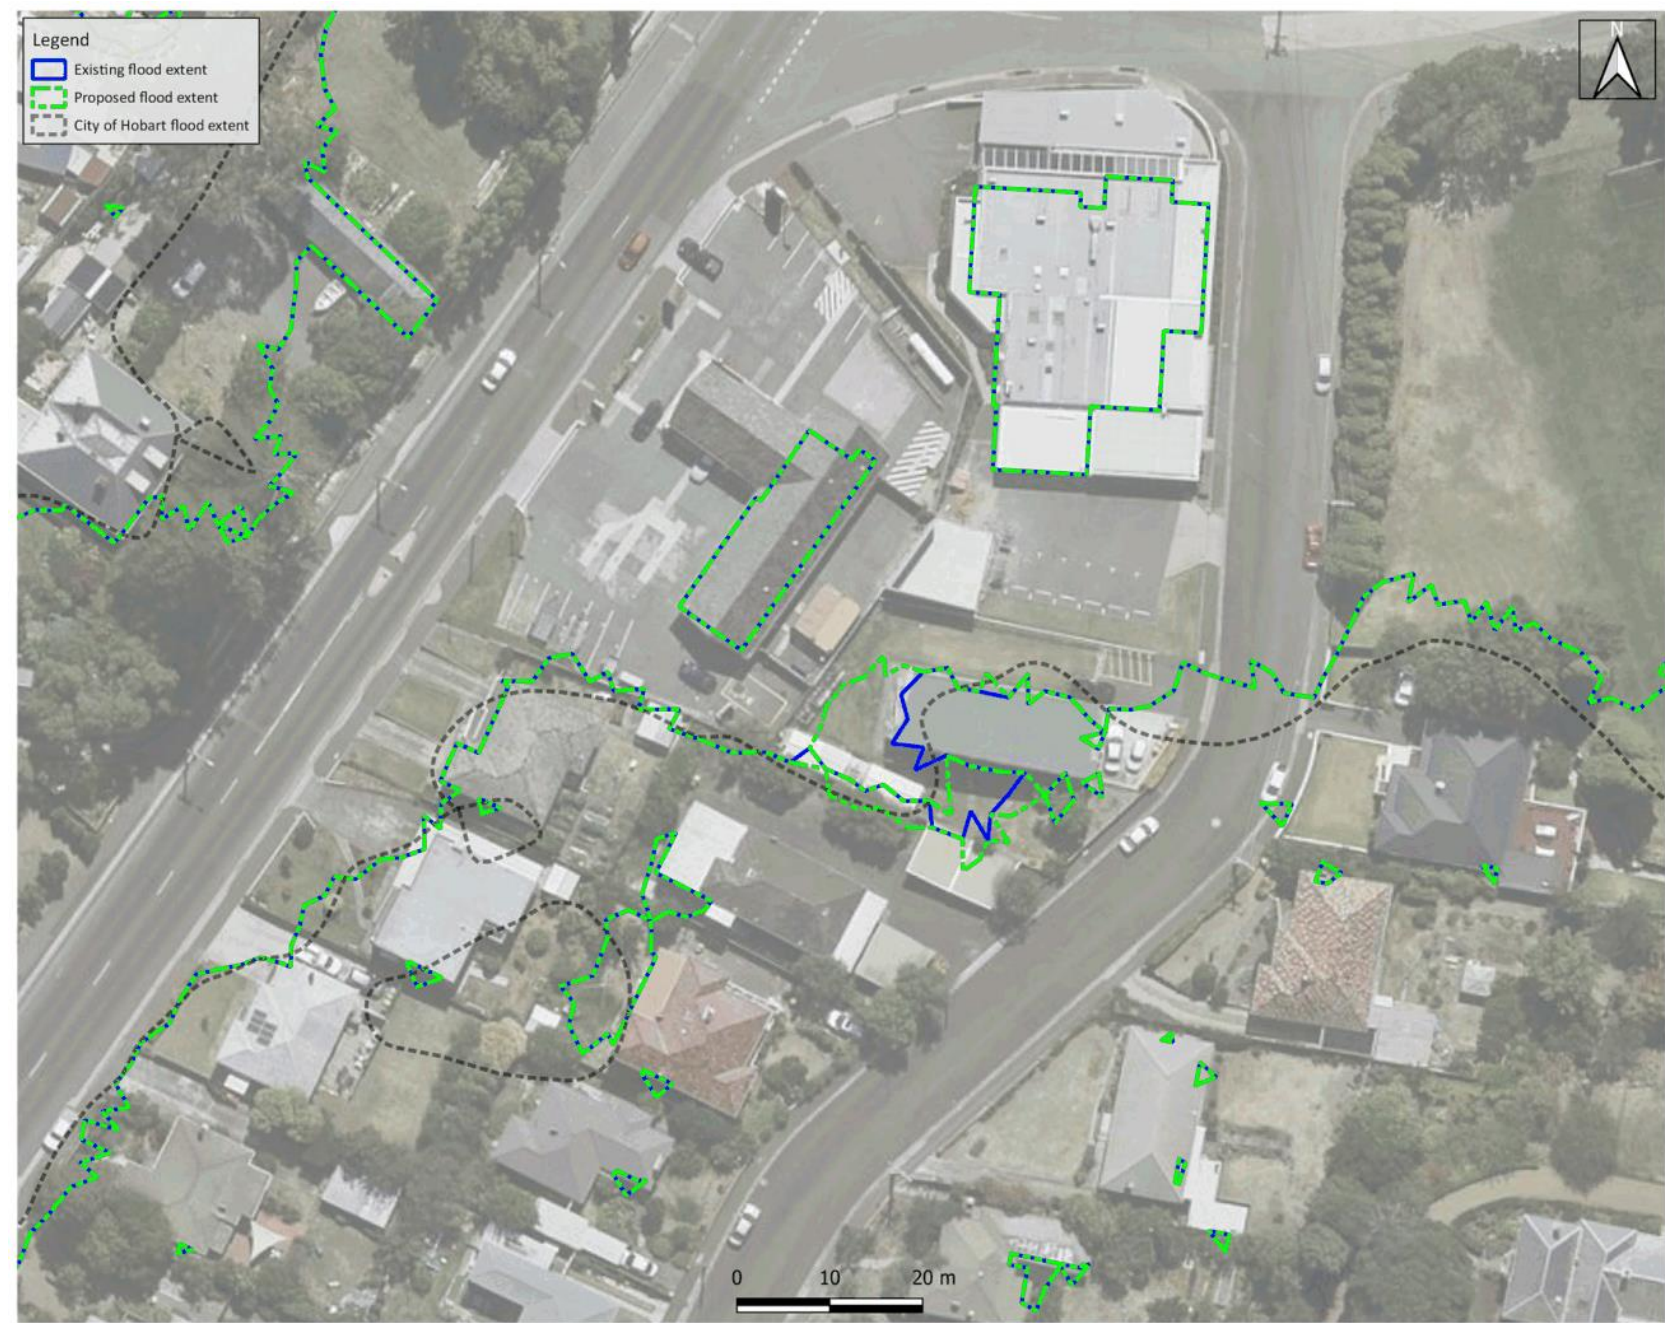 Legend
Existing flood extent
Proposed flood extent
City of Hobart flood extent
N
0 10 20 m